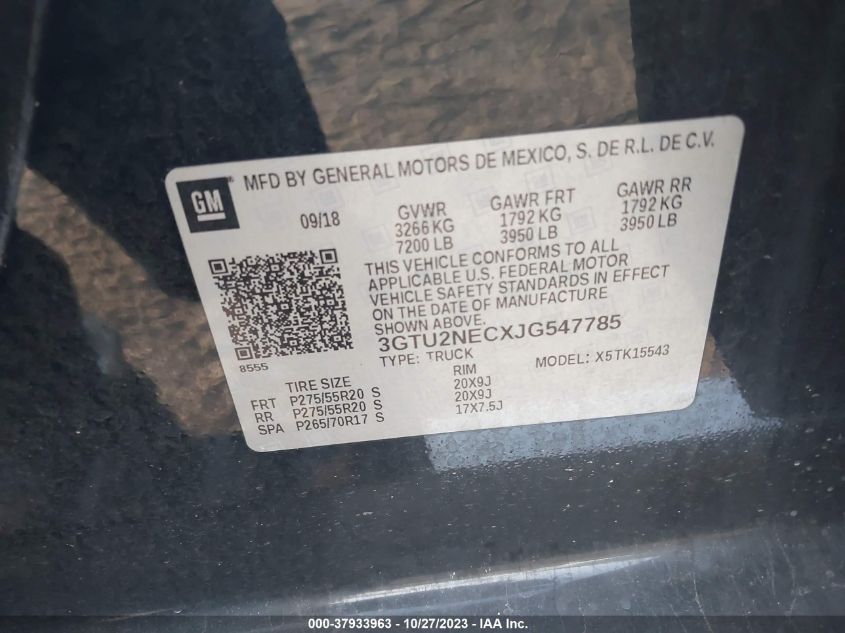 GM ® MFD BY GENERAL MOTORS DE MEXICO, S. DE R.L. DE C.V.
09/18
GVWR GAWR FRT GAWR RR
3266 KG 1792 KG 1792 KG
7200 LB 3950 LB 3950 LB
THIS VEHICLE CONFORMS TO ALL
APPLICABLE U.S. FEDERAL MOTOR
VEHICLE SAFETY STANDARDS IN EFFECT
ON THE DATE OF MANUFACTURE
SHOWN ABOVE.
3GTU2NECXJG547785
TYPE: TRUCK MODEL: X5TK15543
8555
TIRE SIZE RIM
FRT P275/55R20 S 20X9J
RR P275/55R20 S 20X9J
SPA P265/70R17 S 17X7.5J
000-37933963 - 10/27/2023 - IAA Inc.